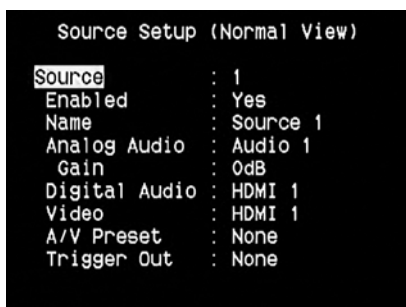 Source Setup (Normal View)
Source : 1
Enabled : Yes
Name : Source 1
Analog Audio : Audio 1
Gain : 0dB
Digital Audio : HDMI 1
Video : HDMI 1
A/V Preset : None
Trigger Out : None